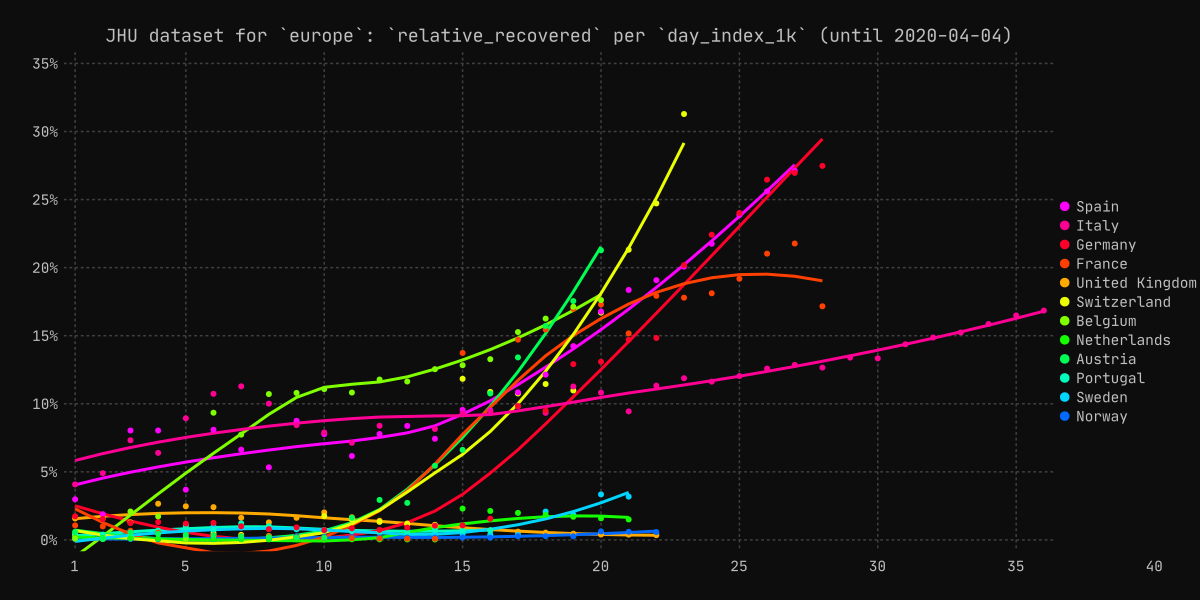 JHU dataset for `europe`: `relative_recovered` per `day_index_1k` (until 2020-04-04)
35%
30%
25%
20%
15%
10%
5%
0%
1 5 10 15 20 25 30 35 40
Spain
Italy
Germany
France
United Kingdom
Switzerland
Belgium
Netherlands
Austria
Portugal
Sweden
Norway